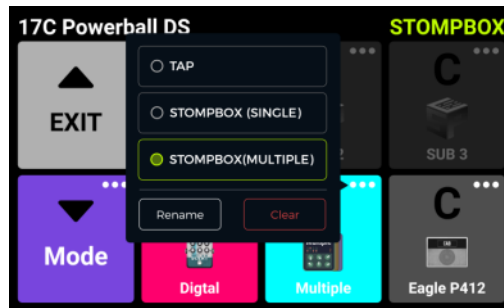 17C Powerball DS STOMPBOX
TAP
STOMPBOX (SINGLE)
STOMPBOX(MULTIPLE)
Rename Clear
EXIT
C
SUB 3
Mode
Digtal
Multiple
C
Eagle P412